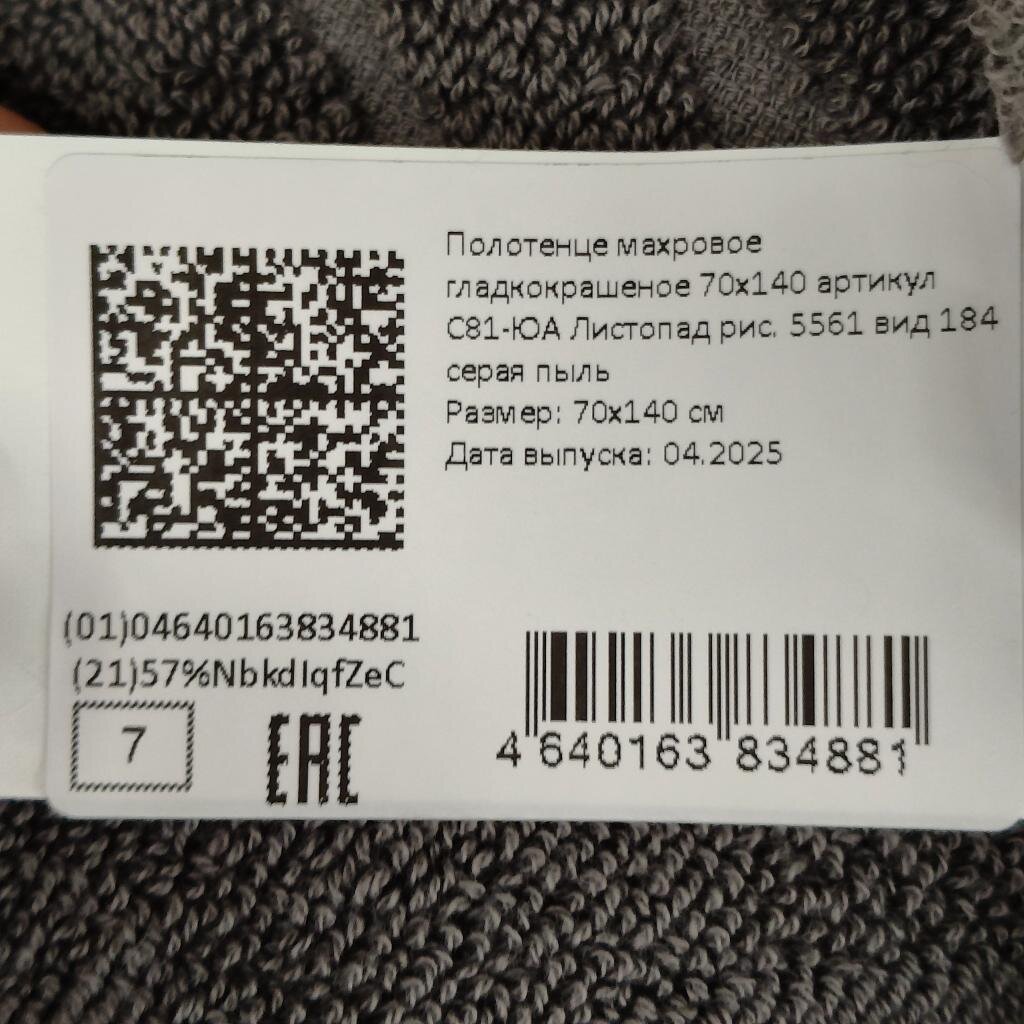 Полотенце махровое
гладкокрашеное 70х140 артикул
С81-ЮА Листопад рис. 5561 вид 184
серая пыль
Размер: 70х140 см
Дата выпуска: 04.2025
(01)04640163834881
(21)57%NbkdIqfZeC
7
EAC
4 640163 834881